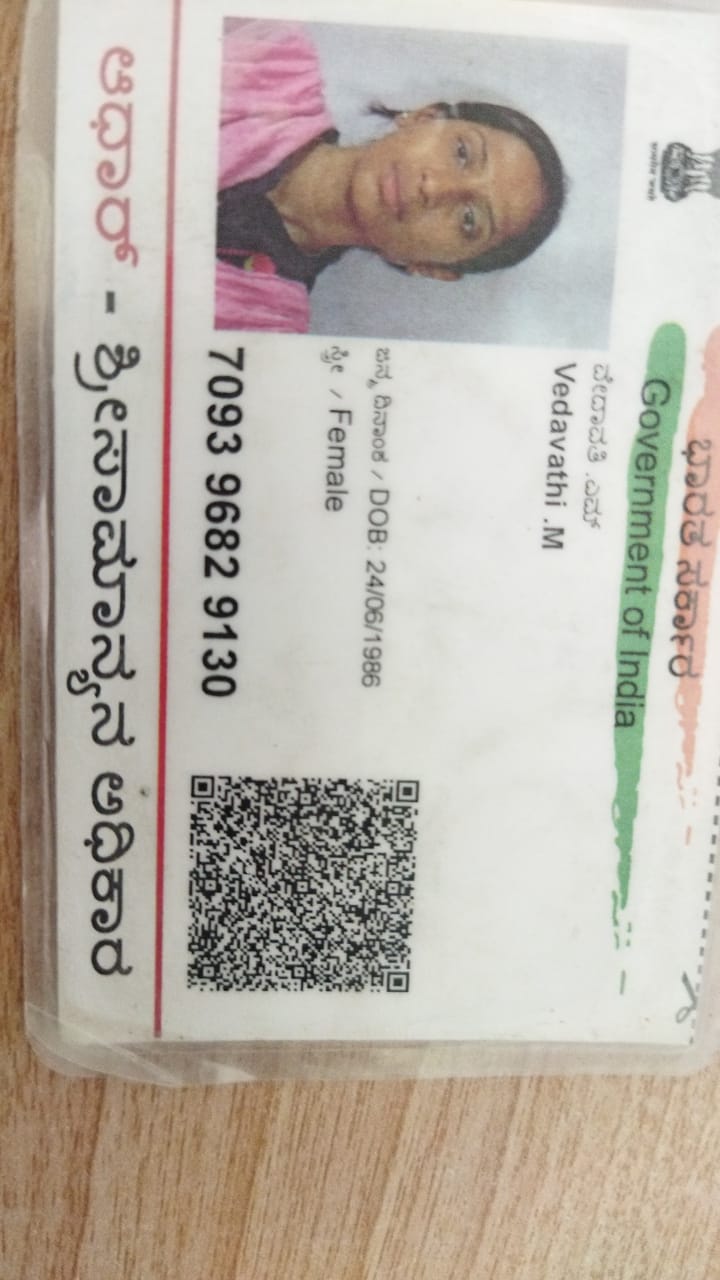 ಭಾರತ ಸರ್ಕಾರ
Government of India
ವೇದಾವತಿ .ಎಮ್
Vedavathi .M
ಜನ್ಮ ದಿನಾಂಕ / DOB: 24/06/1986
ಸ್ತ್ರೀ / Female
7093 9682 9130
ಆಧಾರ್ - ಶ್ರೀಸಾಮಾನ್ಯನ ಅಧಿಕಾರ